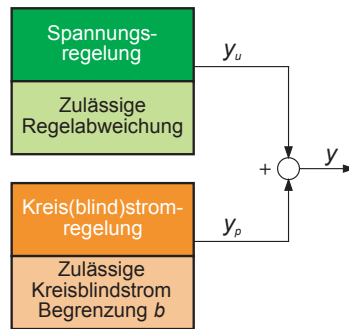 Spannungs-
regelung
Zulässige
Regelabweichung
y_u
y
+
Kreis(blind)strom-
regelung
Zulässige
Kreisblindstrom
Begrenzung b
y_p